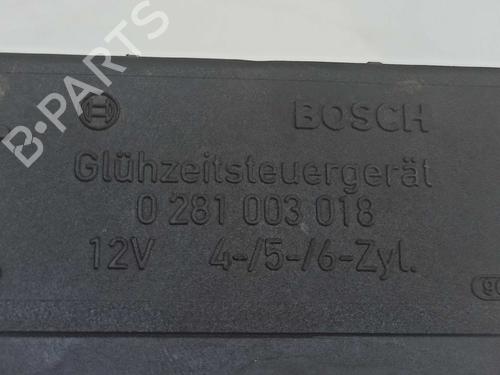 BOSCH
Glühzeitsteuergerät
0 281 003 018
12V 4-/5-/6-Zyl.
B-Parts